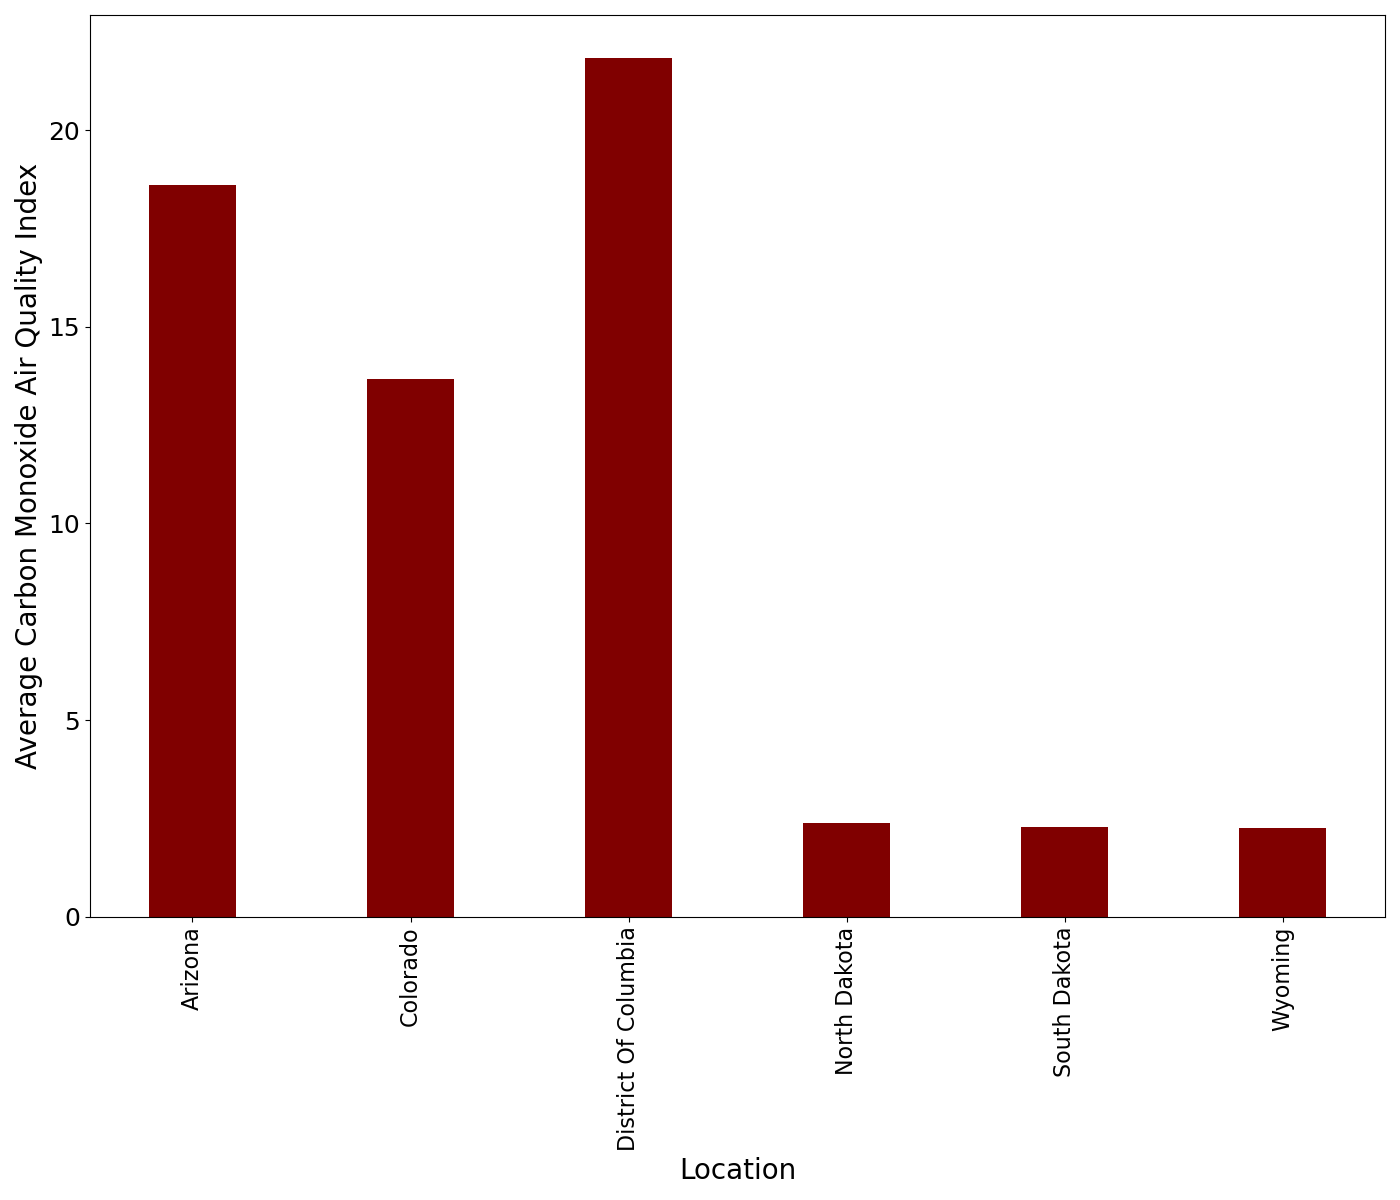 Average Carbon Monoxide Air Quality Index
20
15
10
5
0
Arizona
Colorado
District Of Columbia
North Dakota
South Dakota
Wyoming
Location